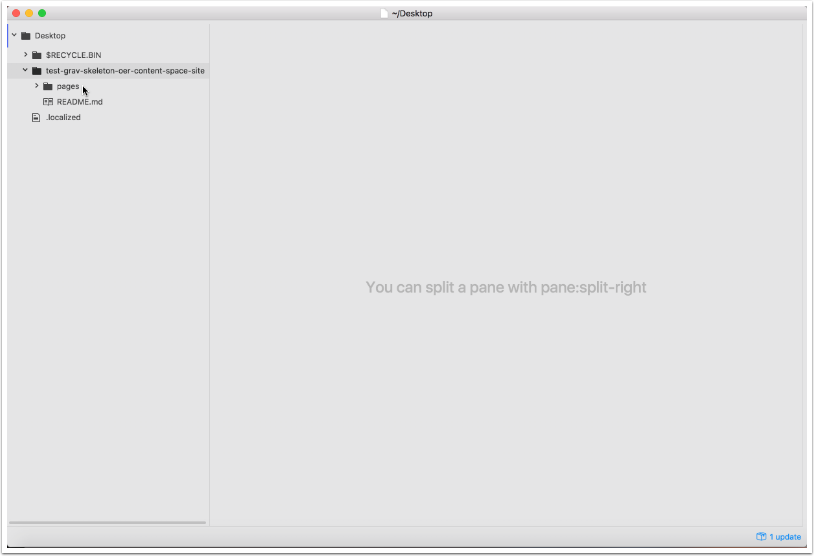 ~/Desktop
Desktop
$RECYCLE.BIN
test-grav-skeleton-oer-content-space-site
pages
README.md
.localized
You can split a pane with pane:split-right
1 update